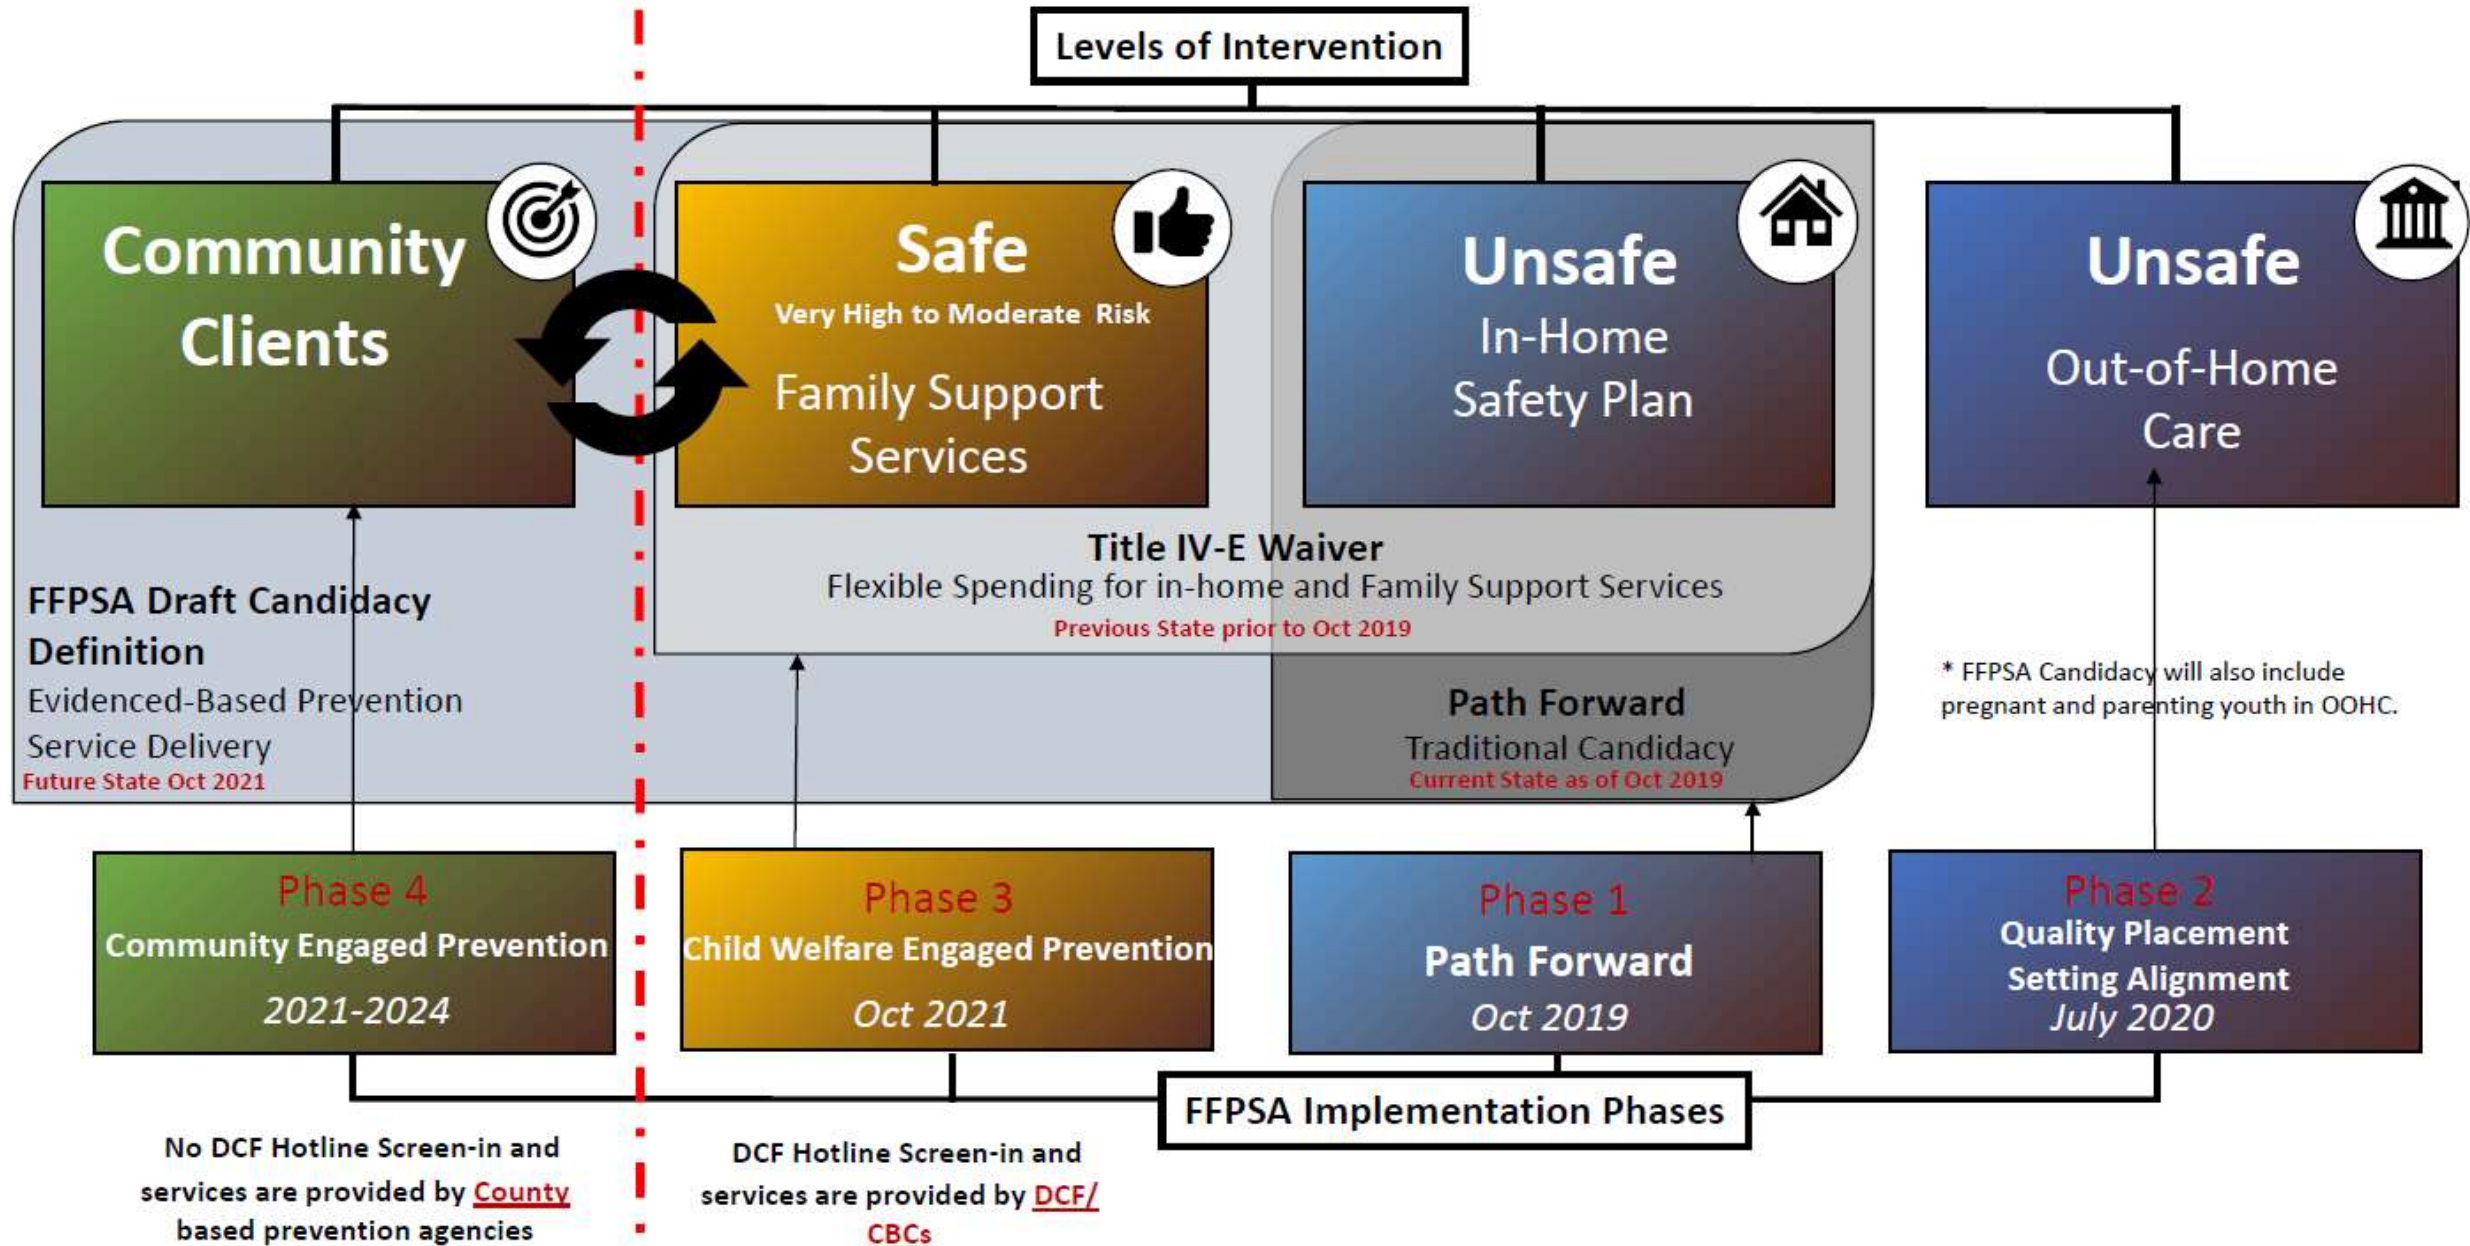 Levels of Intervention
Community
Clients
Safe
Very High to Moderate Risk
Family Support
Services
Unsafe
In-Home
Safety Plan
Unsafe
Out-of-Home
Care
Title IV-E Waiver
Flexible Spending for in-home and Family Support Services
Previous State prior to Oct 2019
FFPSA Draft Candidacy
Definition
Evidenced-Based Prevention
Service Delivery
Future State Oct 2021
Path Forward
Traditional Candidacy
Current State as of Oct 2019
* FFPSA Candidacy will also include
pregnant and parenting youth in OOHC.
Phase 4
Community Engaged Prevention
2021-2024
Phase 3
Child Welfare Engaged Prevention
Oct 2021
Phase 1
Path Forward
Oct 2019
Phase 2
Quality Placement
Setting Alignment
July 2020
FFPSA Implementation Phases
No DCF Hotline Screen-in and
services are provided by County
based prevention agencies
DCF Hotline Screen-in and
services are provided by DCF/
CBCs